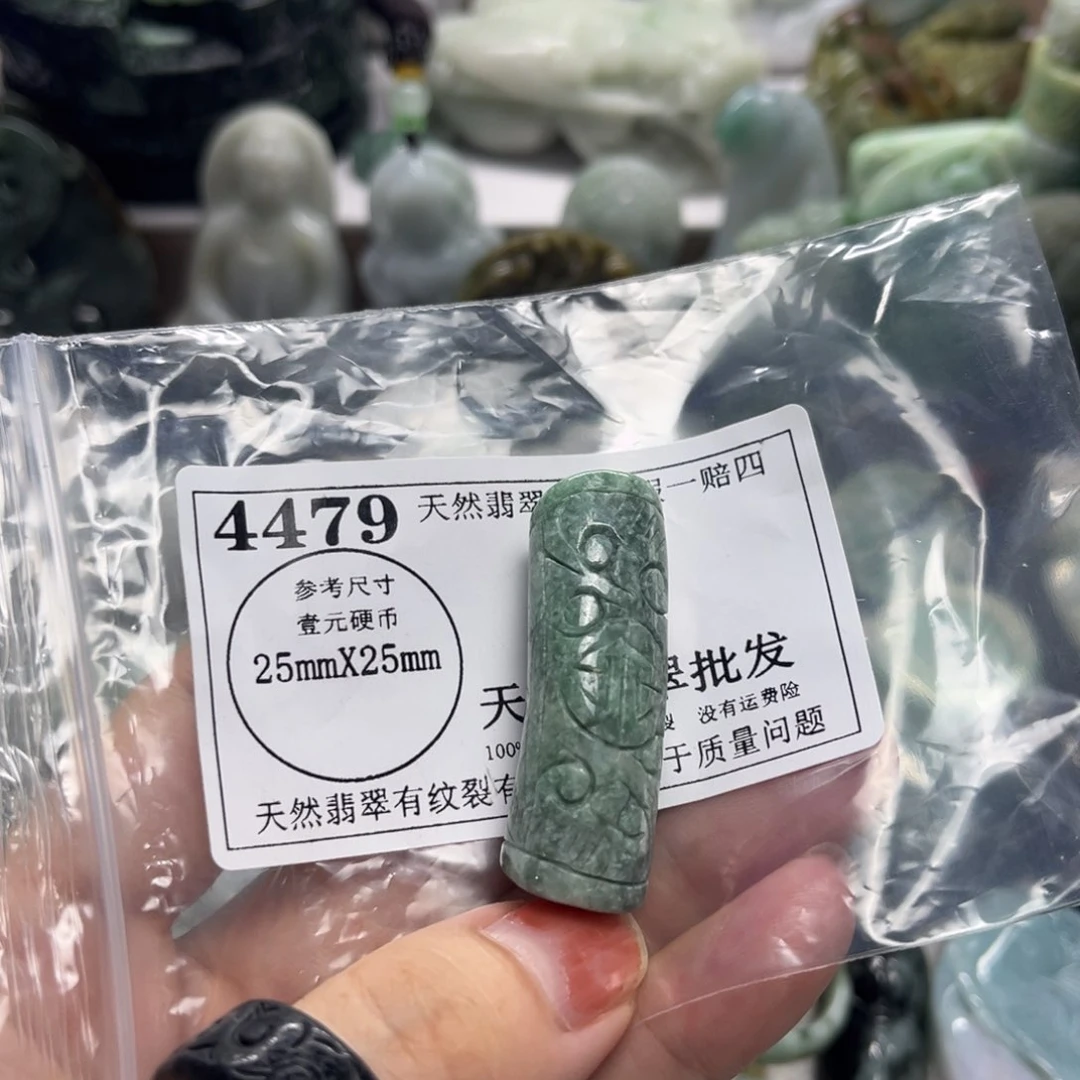 4479 天然翡翠 一赔四
参考尺寸
壹元硬币
25mmX25mm
天 翠批发
100% 裂 没有运费险
天然翡翠有纹裂有 于质量问题